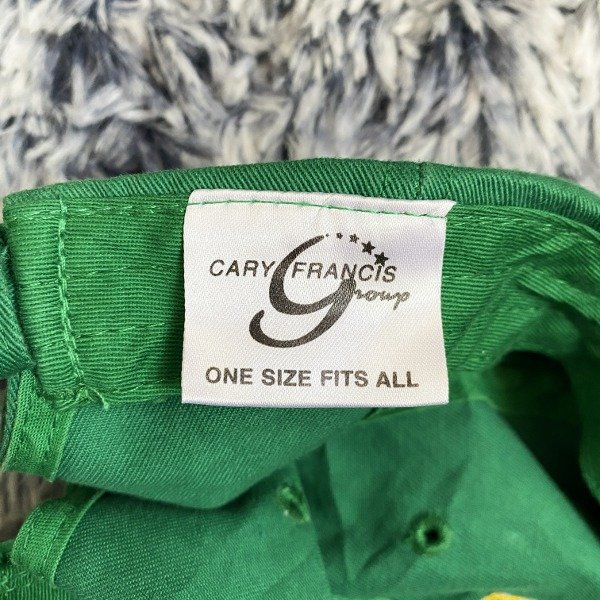 CARY FRANCIS
Group
ONE SIZE FITS ALL